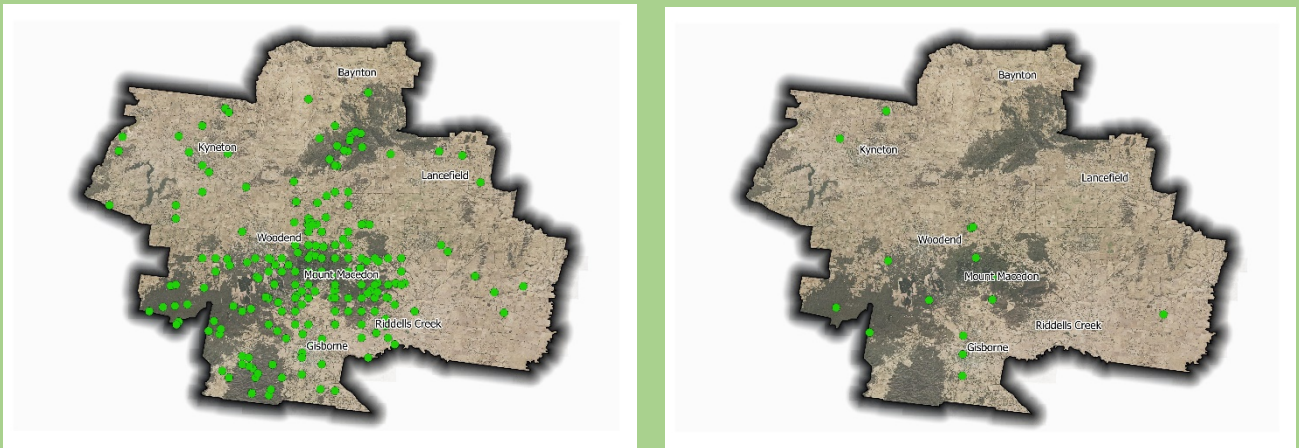 Baynton
Kyneton
Lancefield
Woodend
Mount Macedon
Riddells Creek
Gisborne
Baynton
Kyneton
Lancefield
Woodend
Mount Macedon
Riddells Creek
Gisborne